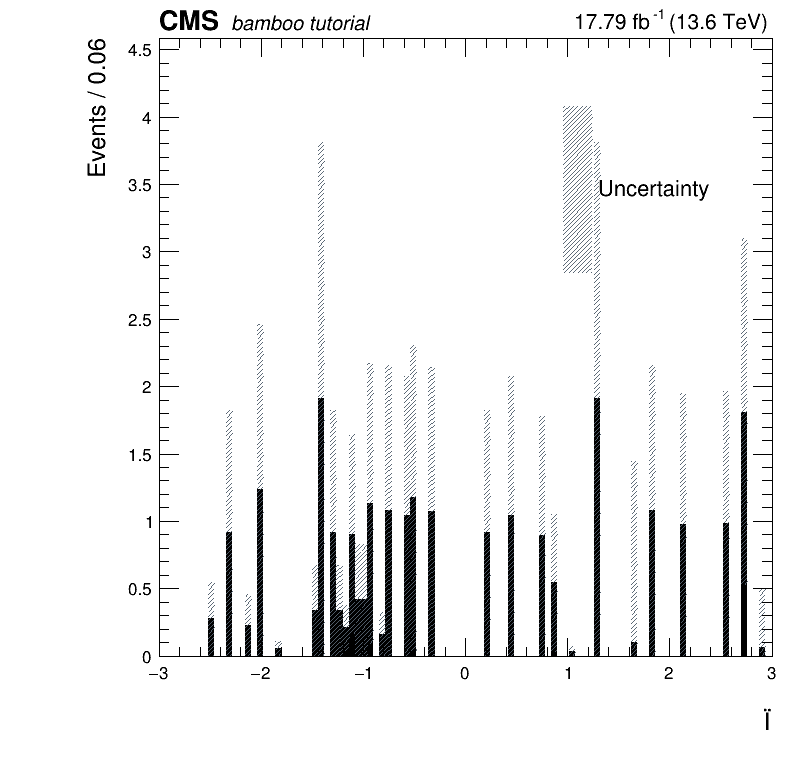 CMS bamboo tutorial 17.79 fb-1 (13.6 TeV)
Events / 0.06
4.5
4
3.5
3
2.5
2
1.5
1
0.5
0
Uncertainty
−3 −2 −1 0 1 2 3
Ï